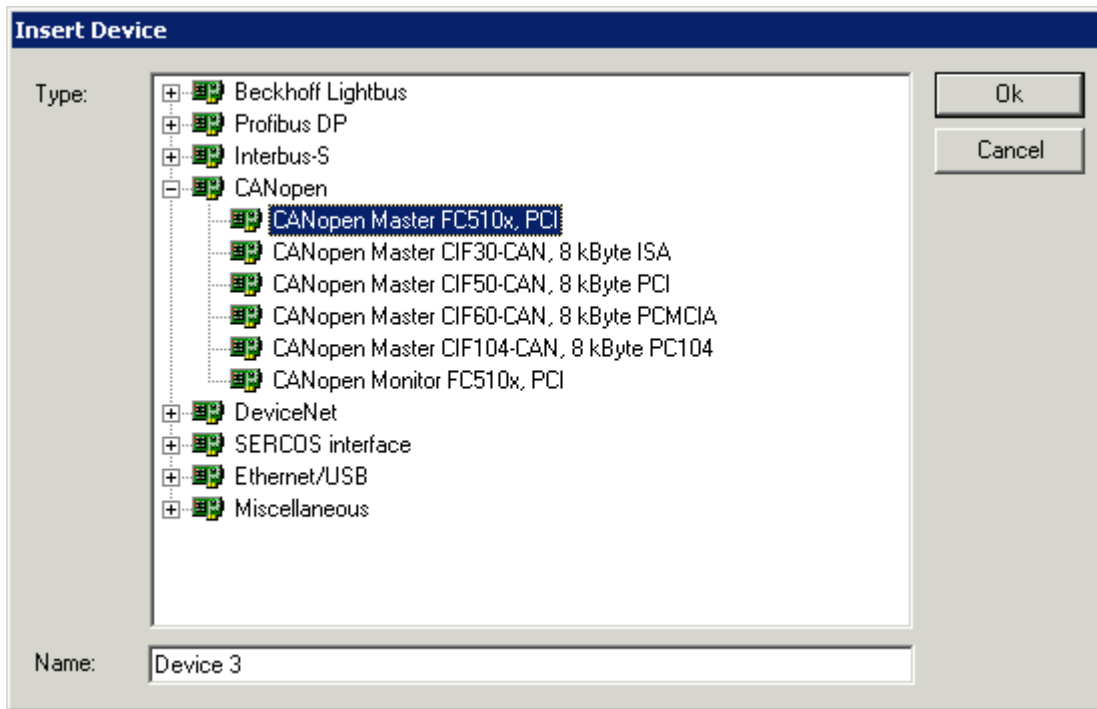 Insert Device
Type:
Beckhoff Lightbus
Profibus DP
Interbus-S
CANopen
CANopen Master FC510x, PCI
CANopen Master CIF30-CAN, 8 kByte ISA
CANopen Master CIF50-CAN, 8 kByte PCI
CANopen Master CIF60-CAN, 8 kByte PCMCIA
CANopen Master CIF104-CAN, 8 kByte PC104
CANopen Monitor FC510x, PCI
DeviceNet
SERCOS interface
Ethernet/USB
Miscellaneous
Ok
Cancel
Name:
Device 3